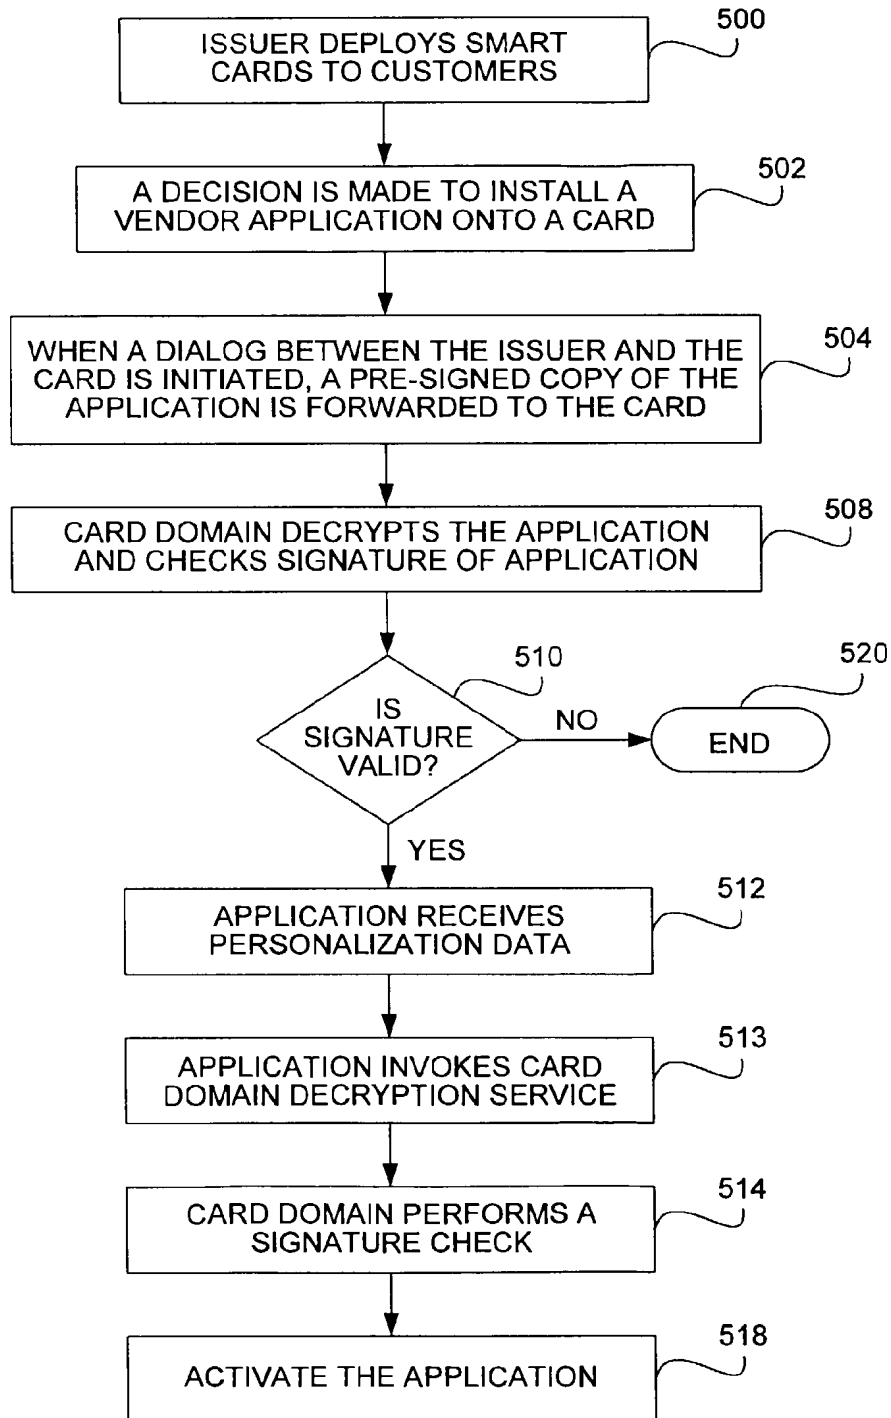 500
ISSUER DEPLOYS SMART
CARDS TO CUSTOMERS
502
A DECISION IS MADE TO INSTALL A
VENDOR APPLICATION ONTO A CARD
504
WHEN A DIALOG BETWEEN THE ISSUER AND THE
CARD IS INITIATED, A PRE-SIGNED COPY OF THE
APPLICATION IS FORWARDED TO THE CARD
508
CARD DOMAIN DECRYPTS THE APPLICATION
AND CHECKS SIGNATURE OF APPLICATION
510
520
IS
SIGNATURE
VALID?
NO
END
YES
512
APPLICATION RECEIVES
PERSONALIZATION DATA
513
APPLICATION INVOKES CARD
DOMAIN DECRYPTION SERVICE
514
CARD DOMAIN PERFORMS A
SIGNATURE CHECK
518
ACTIVATE THE APPLICATION